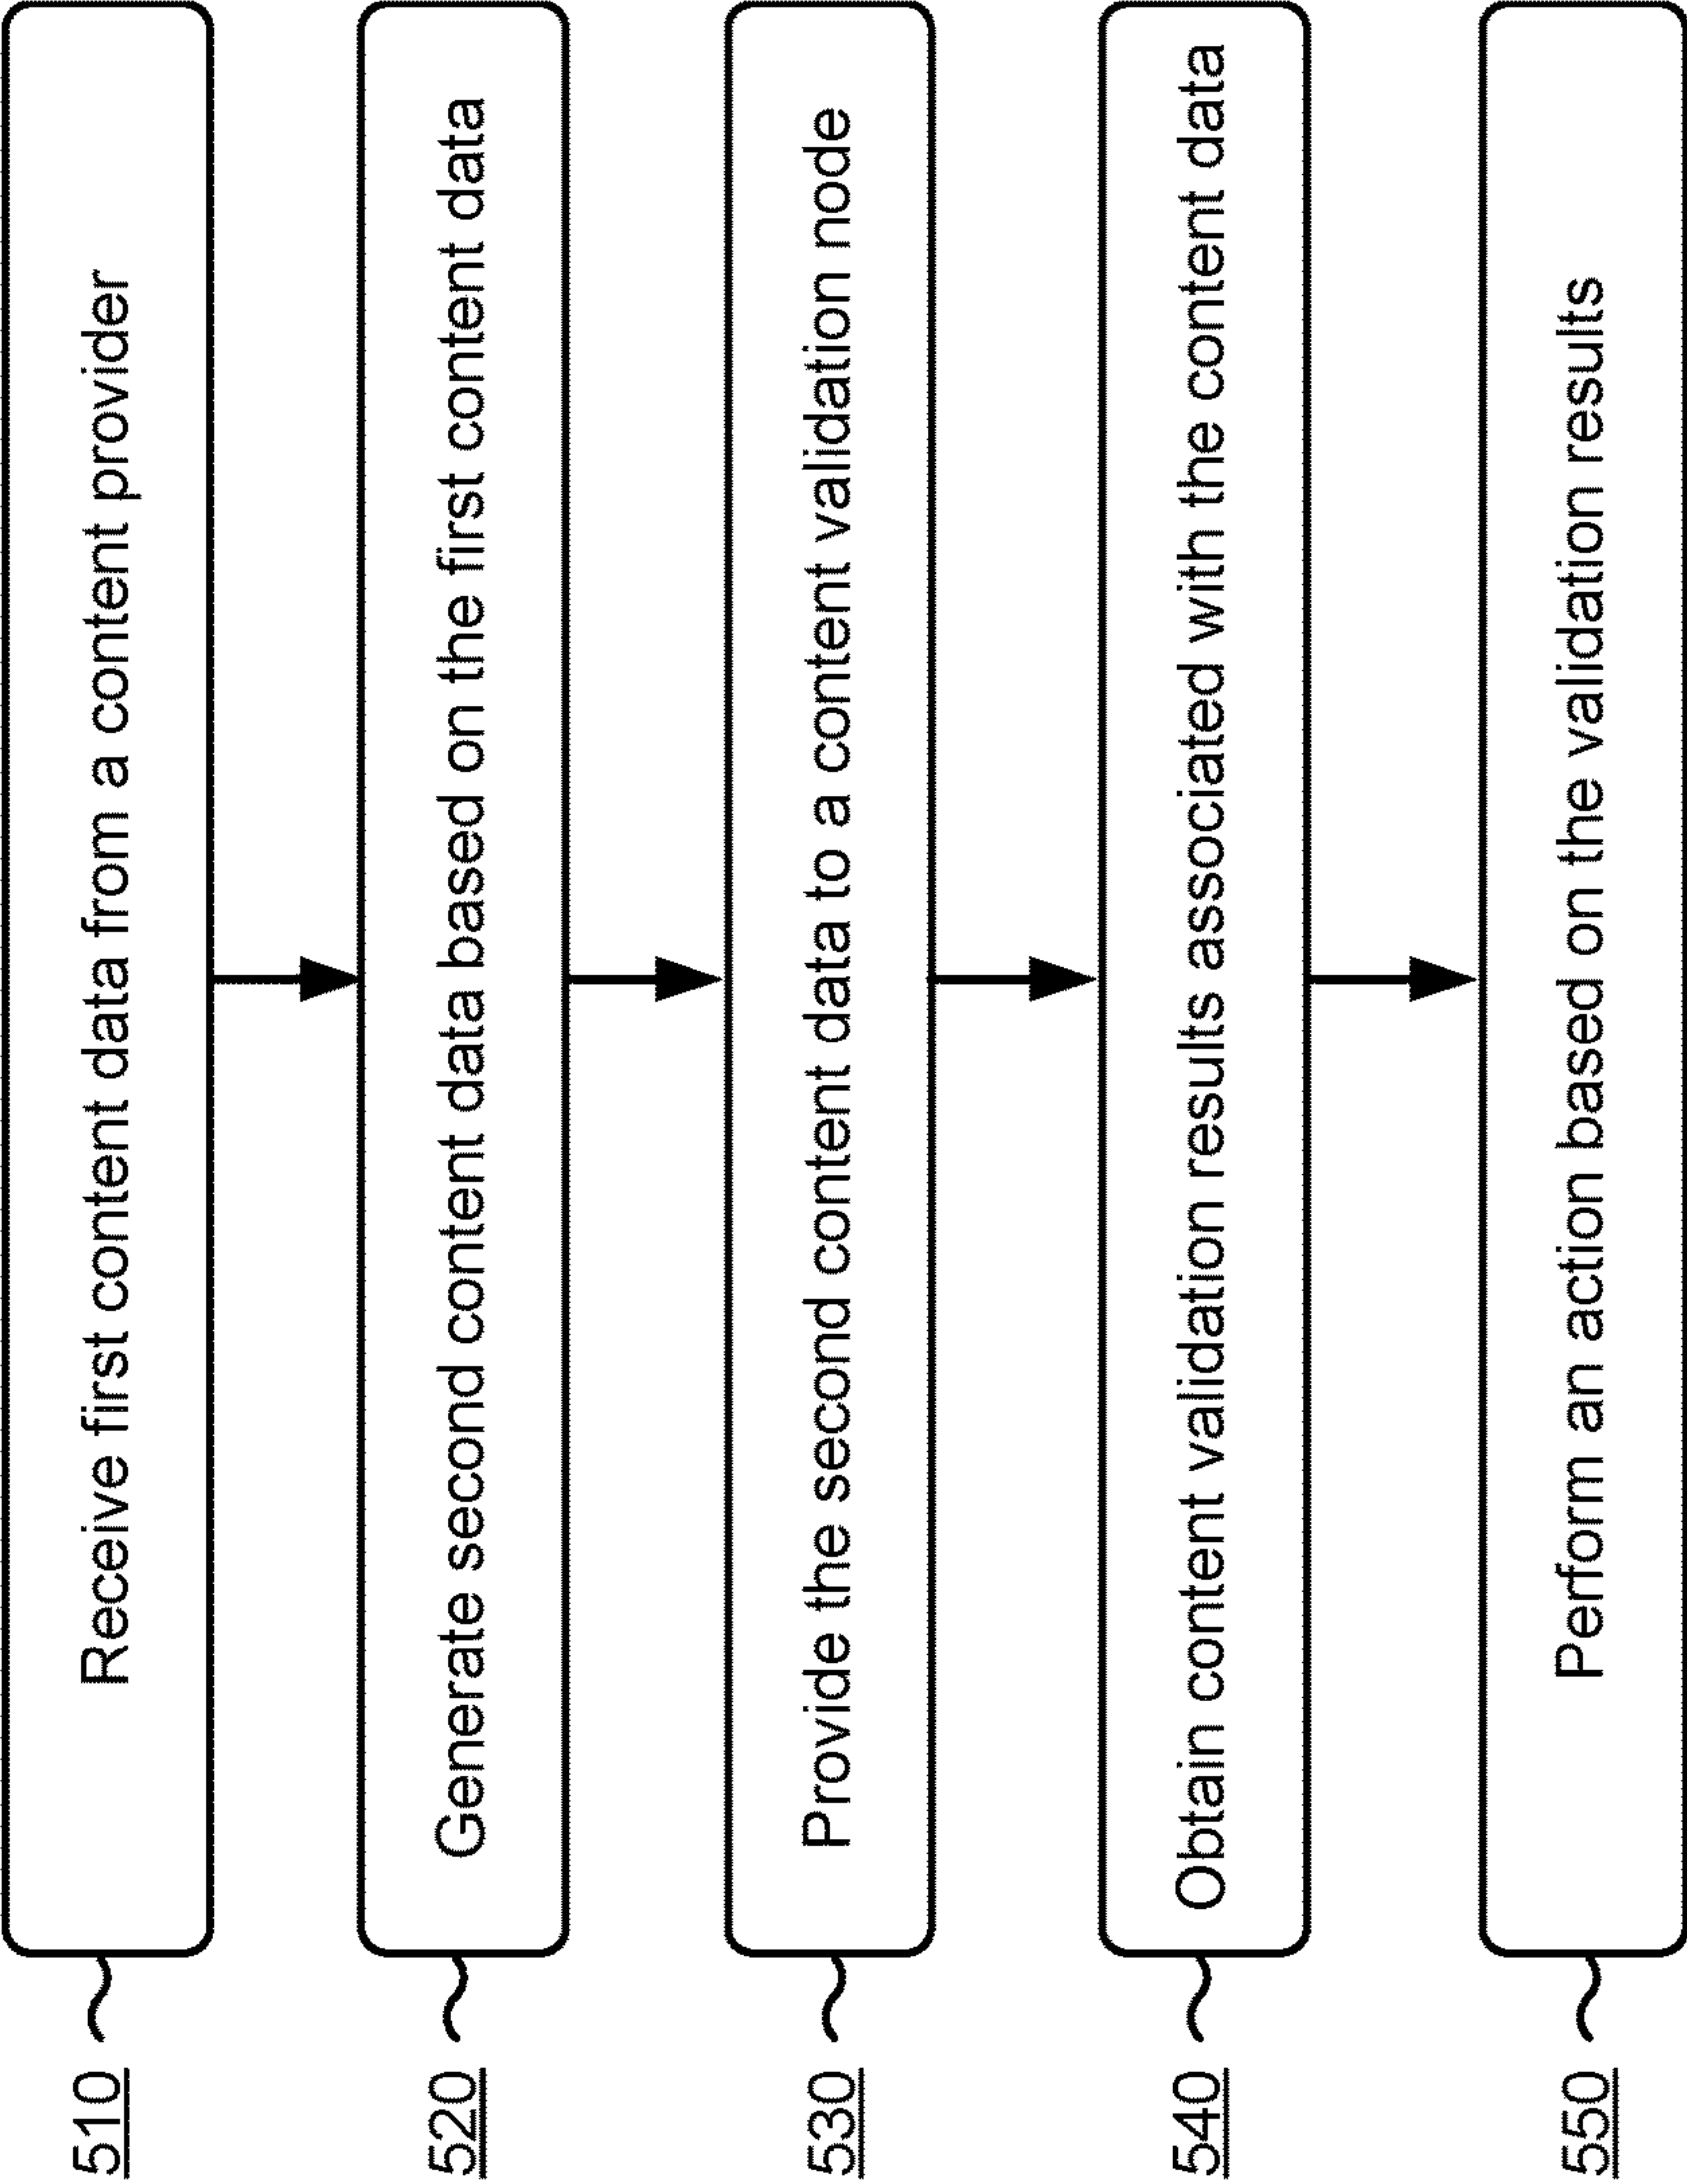 510
Receive first content data from a content provider
520
Generate second content data based on the first content data
530
Provide the second content data to a content validation node
540
Obtain content validation results associated with the content data
550
Perform an action based on the validation results